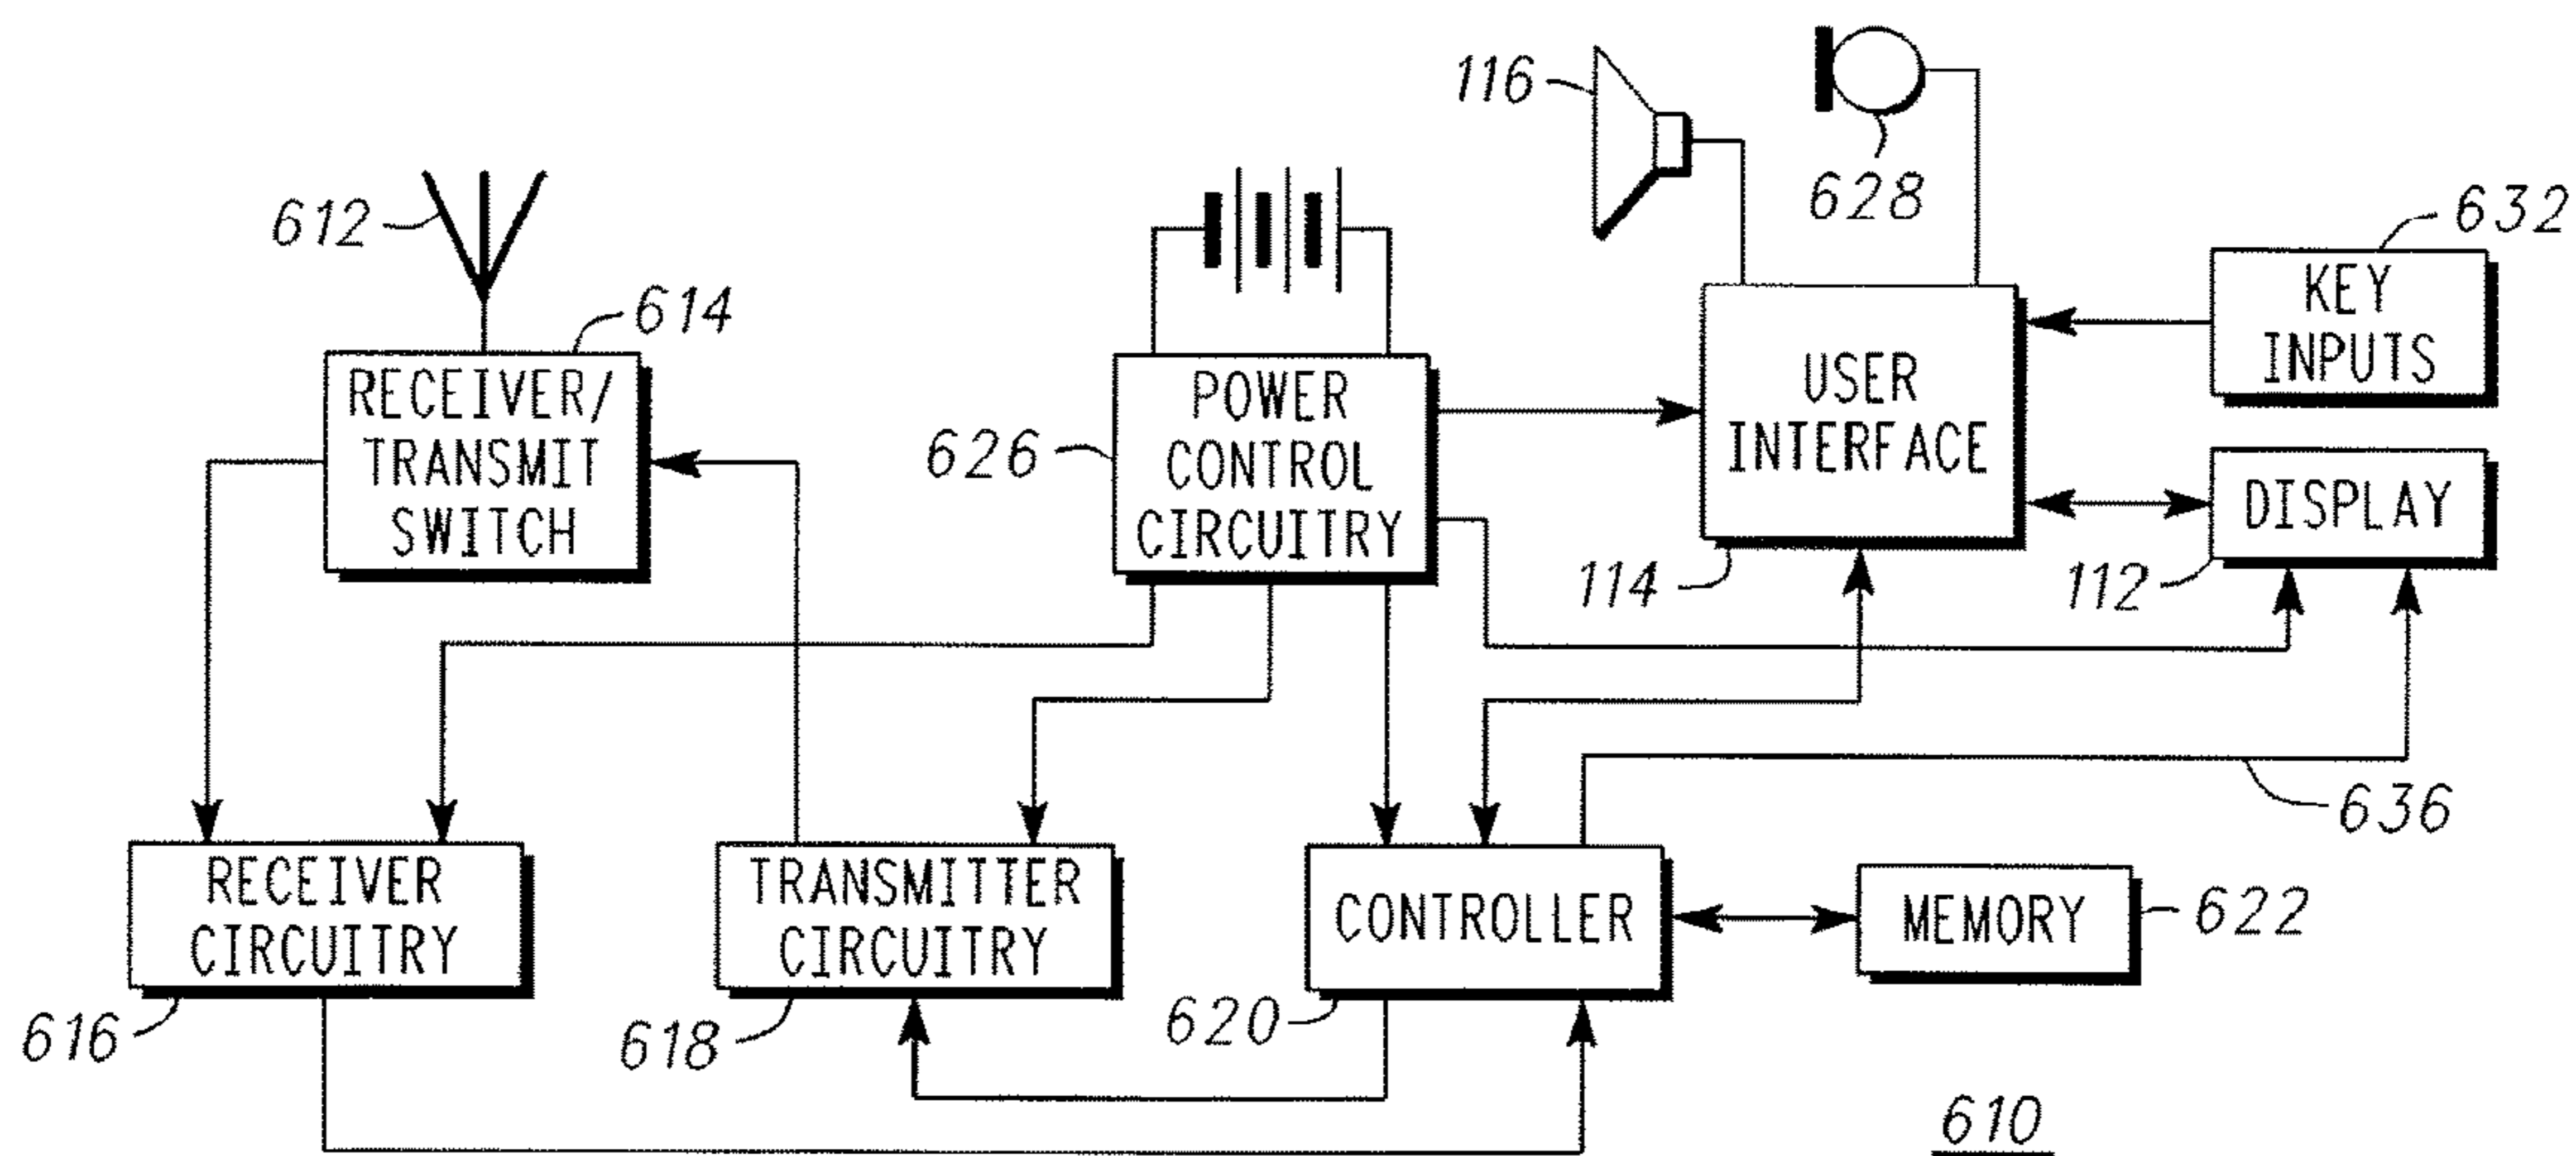 116
628
612
614
632
KEY
INPUTS
RECEIVER/
TRANSMIT
SWITCH
626
POWER
CONTROL
CIRCUITRY
USER
INTERFACE
DISPLAY
114
112
RECEIVER
CIRCUITRY
TRANSMITTER
CIRCUITRY
CONTROLLER
MEMORY
636
622
616
618
620
610